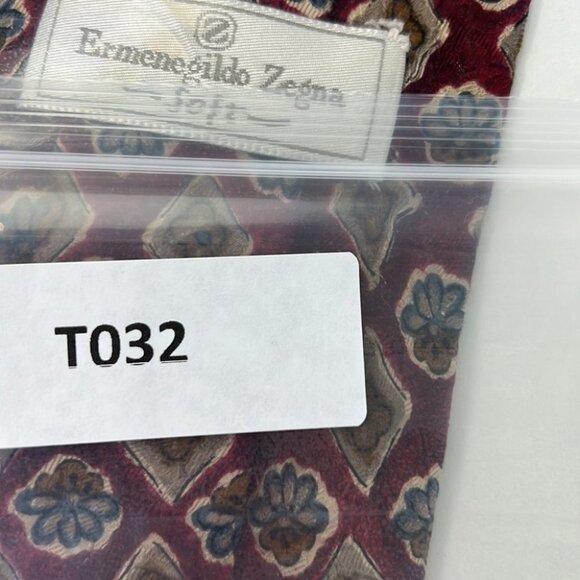 Z
Ermenegildo Zegna
soft
T032